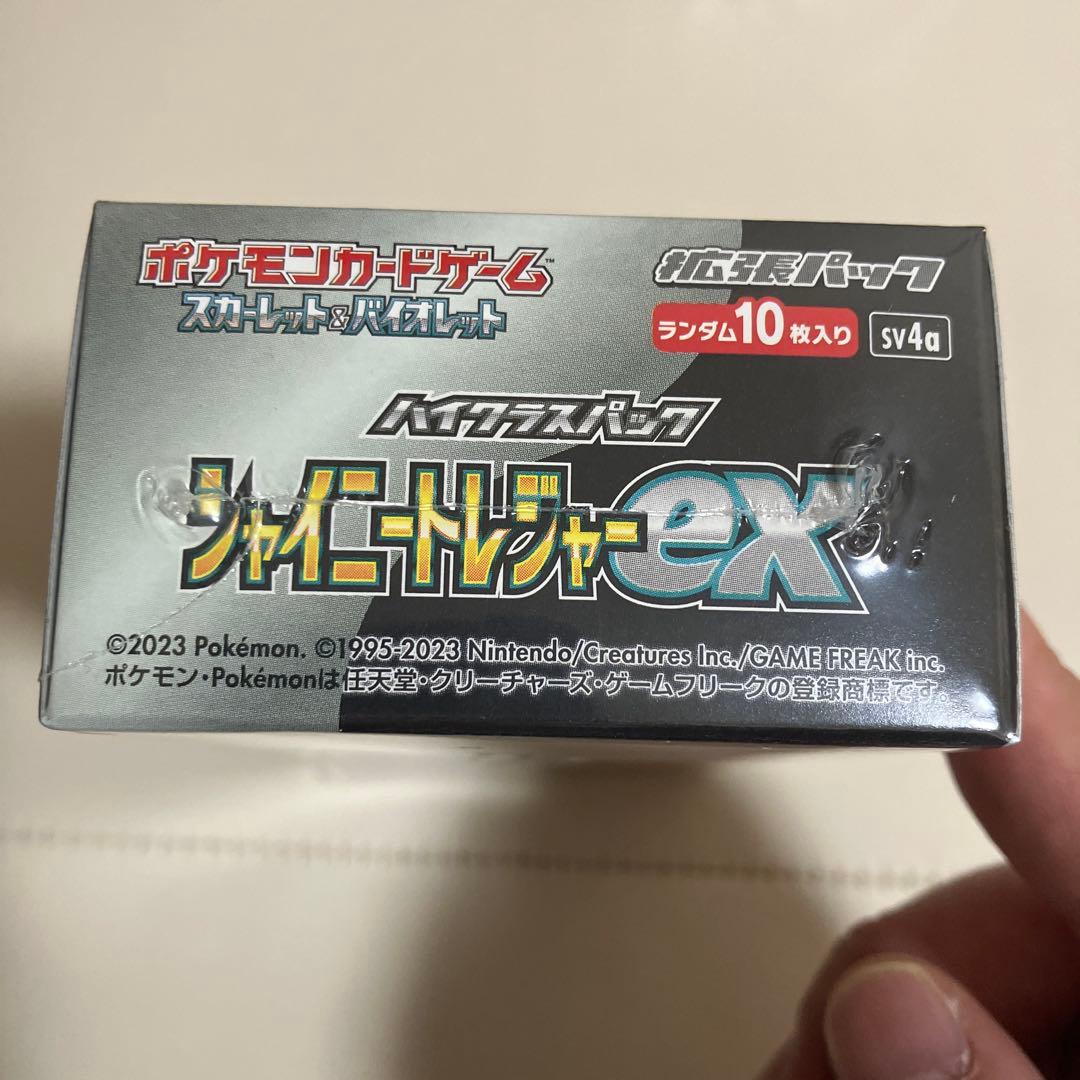 ポケモンカードゲーム™
スカーレット&バイオレット
拡張パック
ランダム10枚入り
sv4a
ハイクラスパック
シャイニートレジャーex
©2023 Pokémon. ©1995-2023 Nintendo/Creatures Inc./GAME FREAK inc.
ポケモン・Pokémonは任天堂・クリーチャーズ・ゲームフリークの登録商標です。